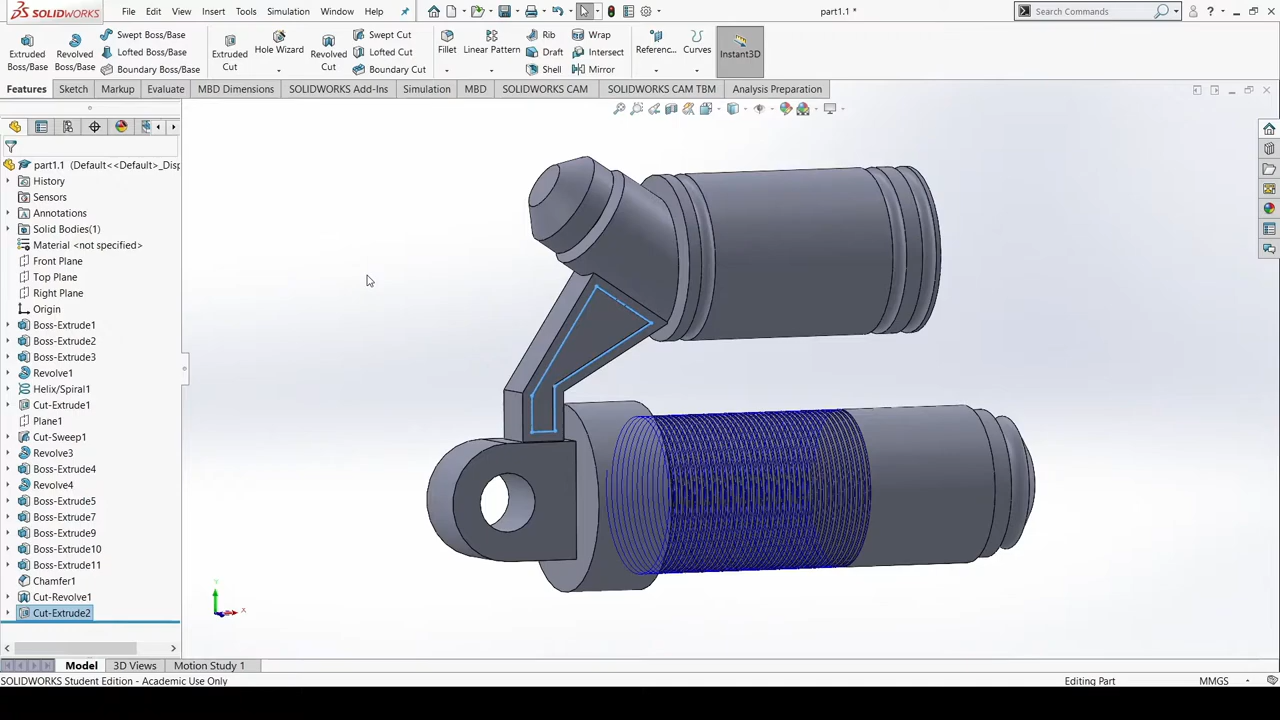 SOLIDWORKS File Edit View Insert Tools Simulation Window Help part1.1 * Search Commands
Extruded Boss/Base Revolved Boss/Base Swept Boss/Base Lofted Boss/Base Boundary Boss/Base Extruded Cut Hole Wizard Revolved Cut Swept Cut Lofted Cut Boundary Cut Fillet Linear Pattern Rib Draft Shell Wrap Intersect Mirror Referenc... Curves Instant3D
Features Sketch Markup Evaluate MBD Dimensions SOLIDWORKS Add-Ins Simulation MBD SOLIDWORKS CAM SOLIDWORKS CAM TBM Analysis Preparation
part1.1 (Default<<Default>_Disp
History
Sensors
Annotations
Solid Bodies(1)
Material <not specified>
Front Plane
Top Plane
Right Plane
Origin
Boss-Extrude1
Boss-Extrude2
Boss-Extrude3
Revolve1
Helix/Spiral1
Cut-Extrude1
Plane1
Cut-Sweep1
Revolve3
Boss-Extrude4
Revolve4
Boss-Extrude5
Boss-Extrude7
Boss-Extrude9
Boss-Extrude10
Boss-Extrude11
Chamfer1
Cut-Revolve1
Cut-Extrude2
Y
X
Model 3D Views Motion Study 1
SOLIDWORKS Student Edition - Academic Use Only Editing Part MMGS